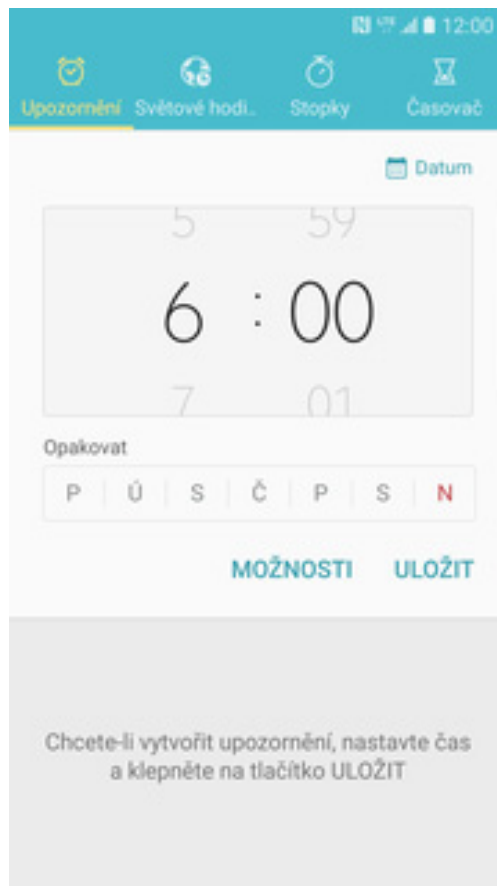 12:00
Upozornění Světové hodi.. Stopky Časovač
Datum
5 59
6 : 00
7 01
Opakovat
P Ú S Č P S N
MOŽNOSTI ULOŽIT
Chcete-li vytvořit upozornění, nastavte čas
a klepněte na tlačítko ULOŽIT